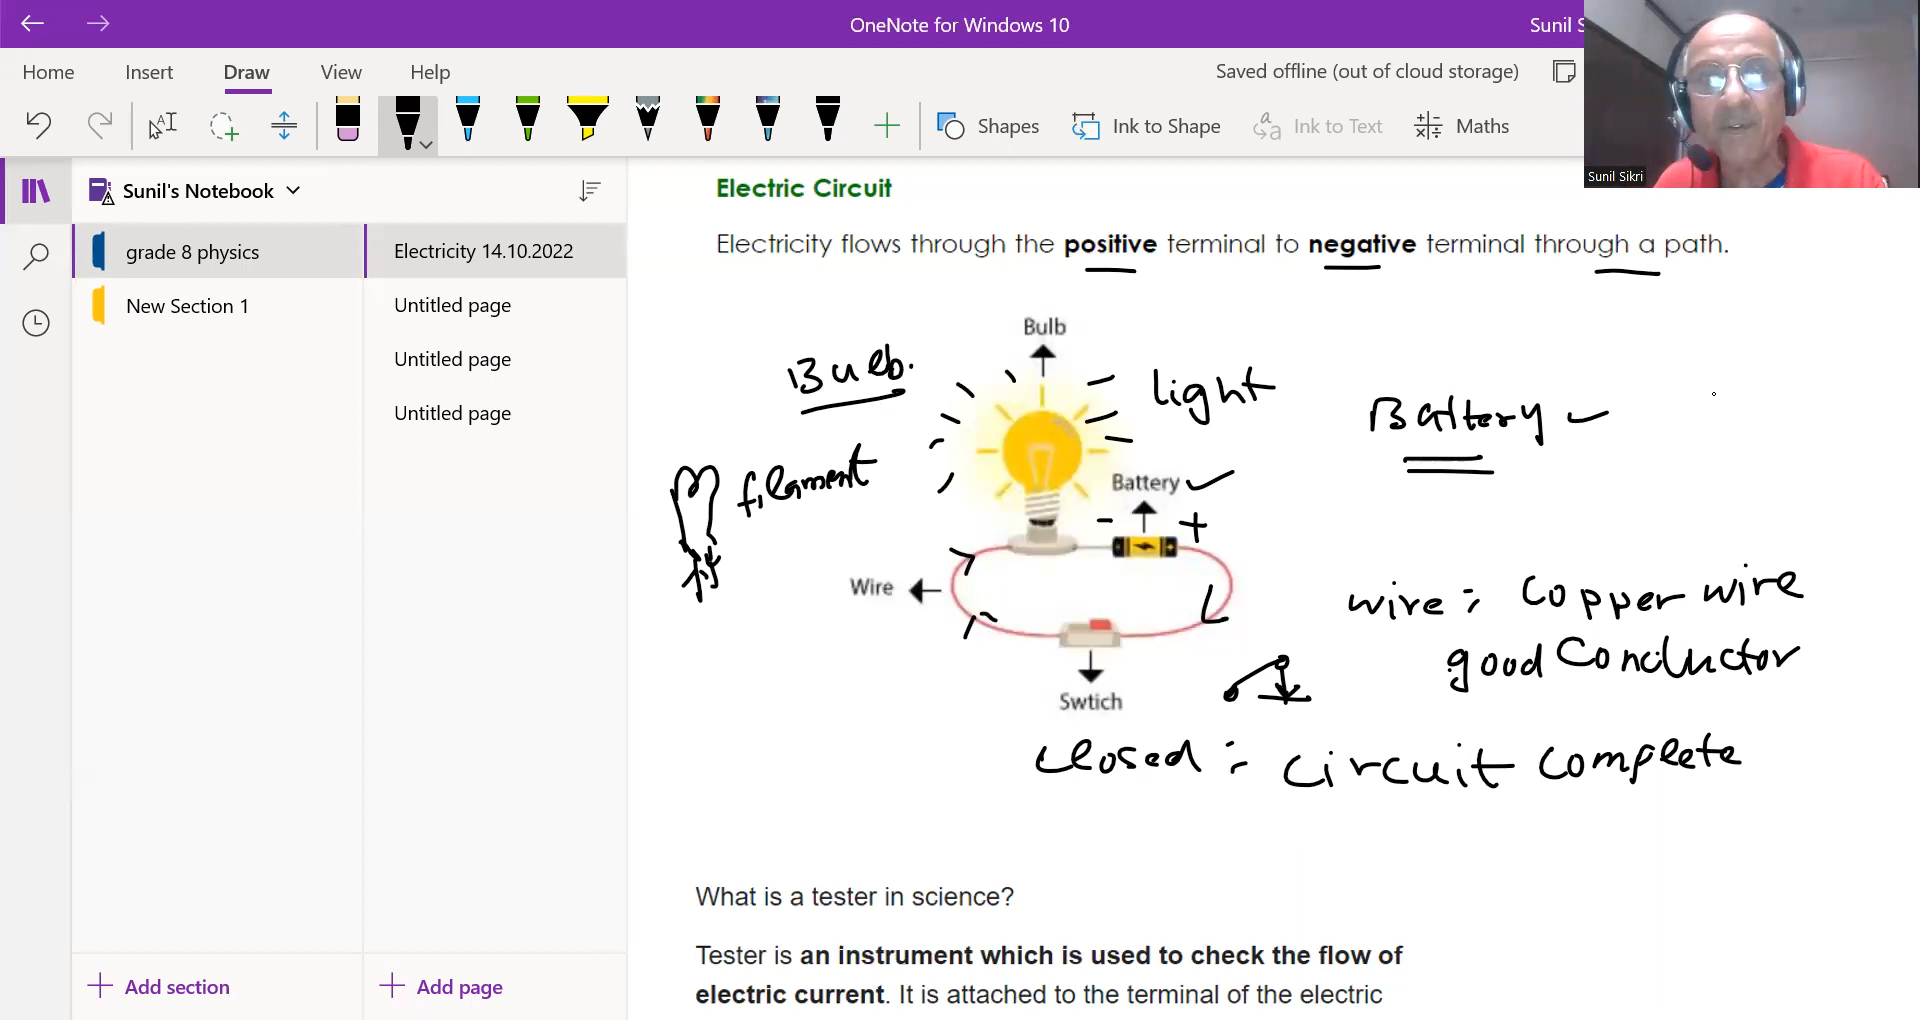 OneNote for Windows 10
Sunil S
Home Insert Draw View Help
Saved offline (out of cloud storage)
Shapes Ink to Shape Ink to Text Maths
Sunil Sikri
Sunil's Notebook
grade 8 physics
New Section 1
Electricity 14.10.2022
Untitled page
Untitled page
Untitled page
Add section
Add page
Electric Circuit
Electricity flows through the positive terminal to negative terminal through a path.
Bulb
Bulb.
light
Battery
filament
Battery
- +
Wire
wire : copper wire
good Conductor
Swtich
closed : circuit complete
What is a tester in science?
Tester is an instrument which is used to check the flow of
electric current. It is attached to the terminal of the electric